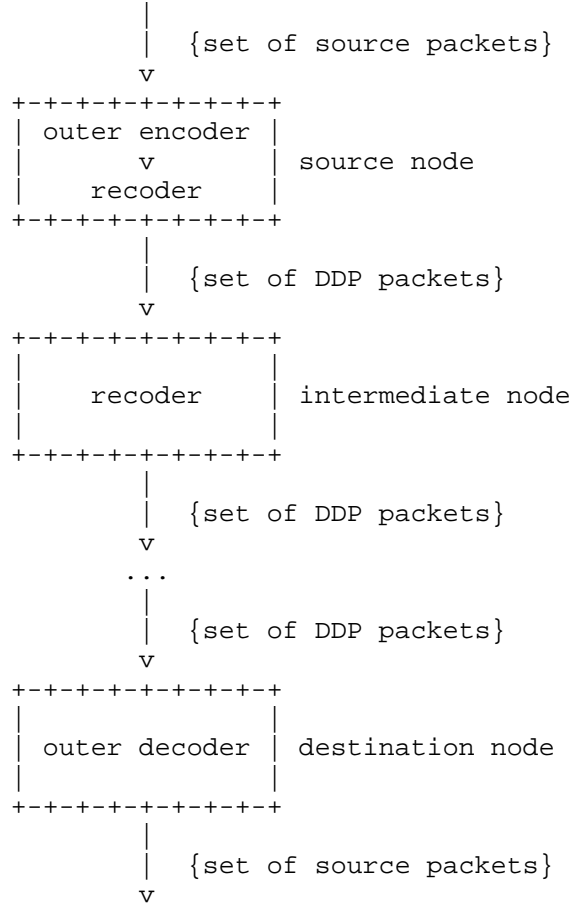 |
|  {set of source packets}
v
+-+-+-+-+-+-+-+-+
| outer encoder |
|       v       | source node
|    recoder    |
+-+-+-+-+-+-+-+-+
|
|  {set of DDP packets}
v
+-+-+-+-+-+-+-+-+
|               |
|    recoder    | intermediate node
|               |
+-+-+-+-+-+-+-+-+
|
|  {set of DDP packets}
v
...
|
|  {set of DDP packets}
v
+-+-+-+-+-+-+-+-+
|               |
| outer decoder | destination node
|               |
+-+-+-+-+-+-+-+-+
|
|  {set of source packets}
v